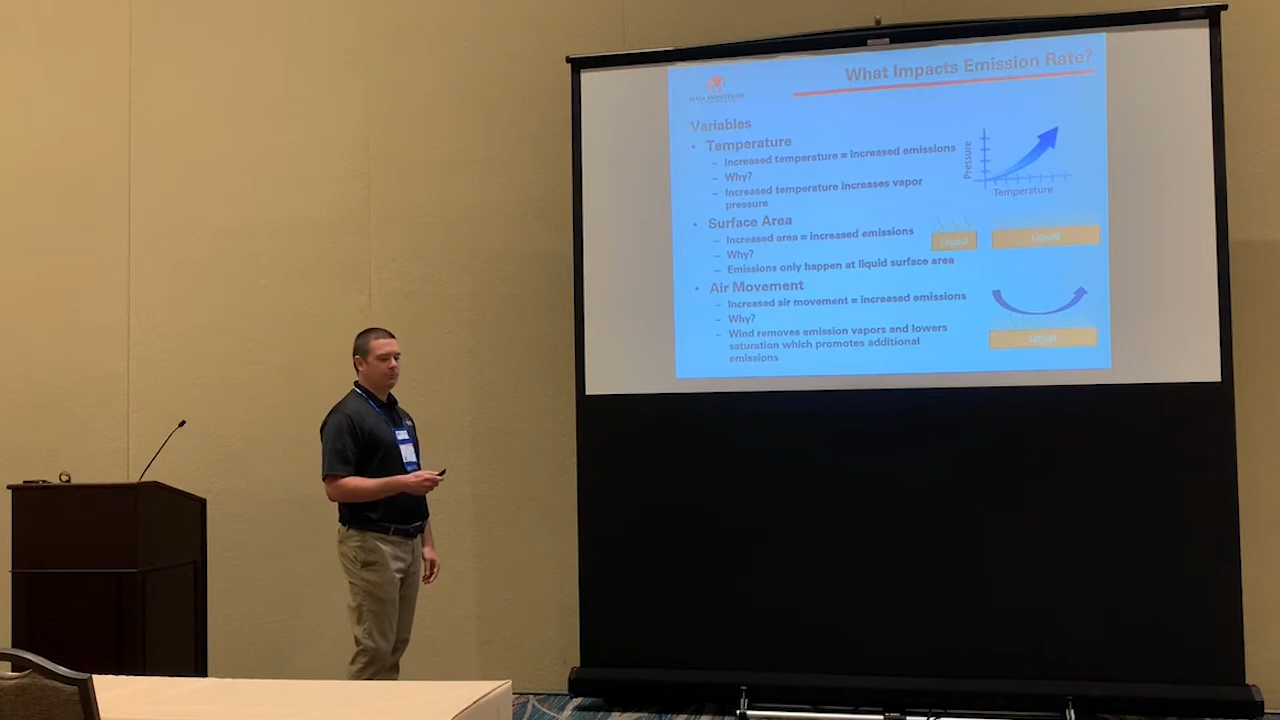 What Impacts Emission Rate?
Variables
• Temperature
– Increased temperature = increased emissions
– Why?
– Increased temperature increases vapor
pressure
Pressure
Temperature
• Surface Area
– Increased area = increased emissions
– Why?
– Emissions only happen at liquid surface area
Liquid
Liquid
• Air Movement
– Increased air movement = increased emissions
– Why?
– Wind removes emission vapors and lowers
saturation which promotes additional
emissions
Liquid